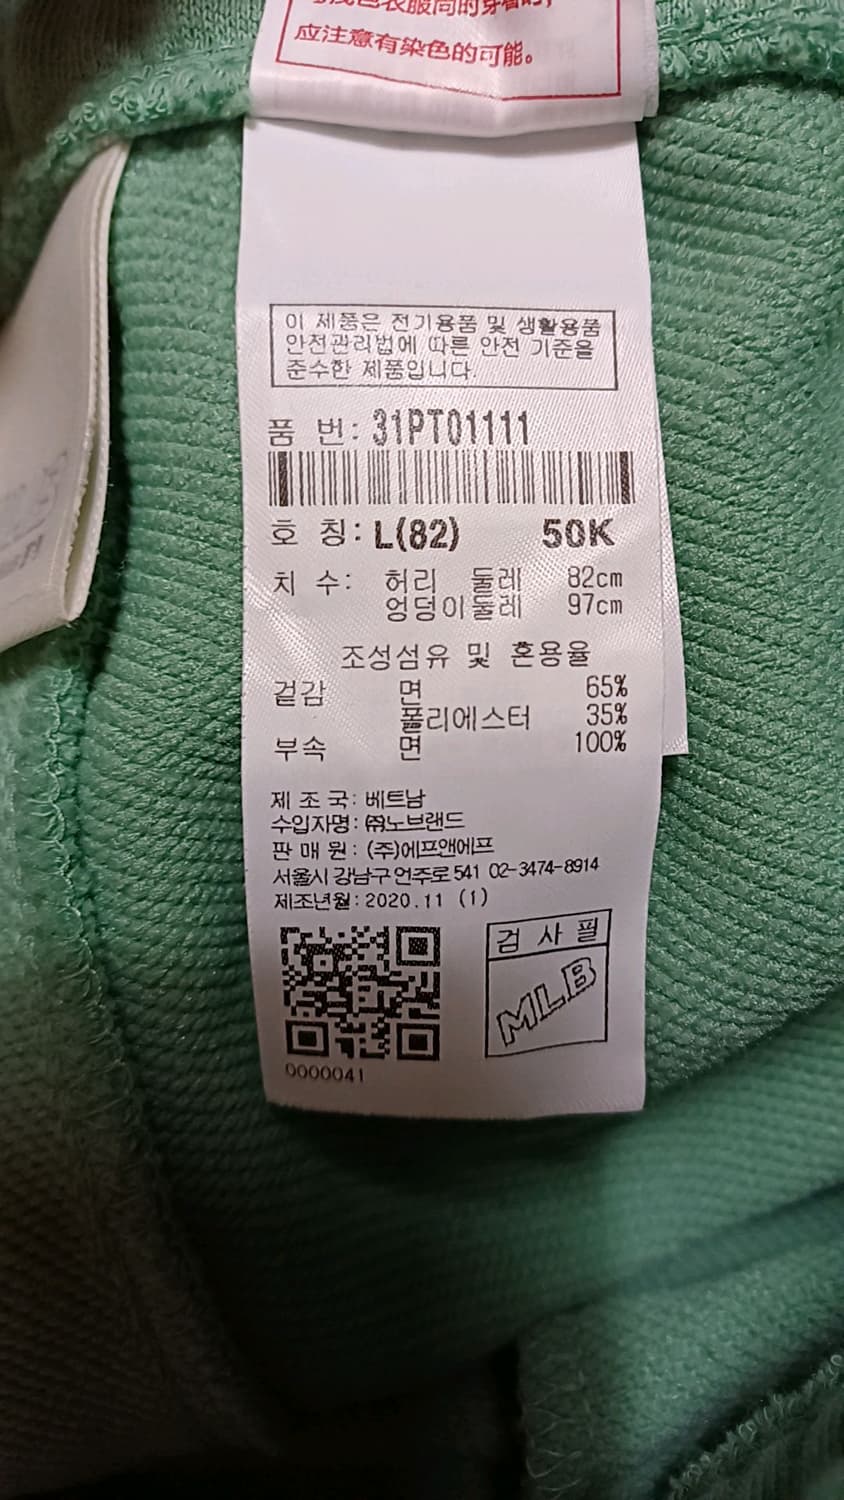 应注意有染色的可能。
이 제품은 전기용품 및 생활용품
안전관리법에 따른 안전 기준을
준수한 제품입니다.
품 번: 31PT01111
호 칭: L(82) 50K
치 수: 허리 둘레 82cm
엉덩이둘레 97cm
조성섬유 및 혼용율
겉감 면 65%
폴리에스터 35%
부속 면 100%
제 조 국: 베트남
수입자명: ㈜노브랜드
판 매 원: (주)에프앤에프
서울시 강남구 언주로 541 02-3474-8914
제조년월: 2020.11 (1)
검 사 필
MLB
0000041